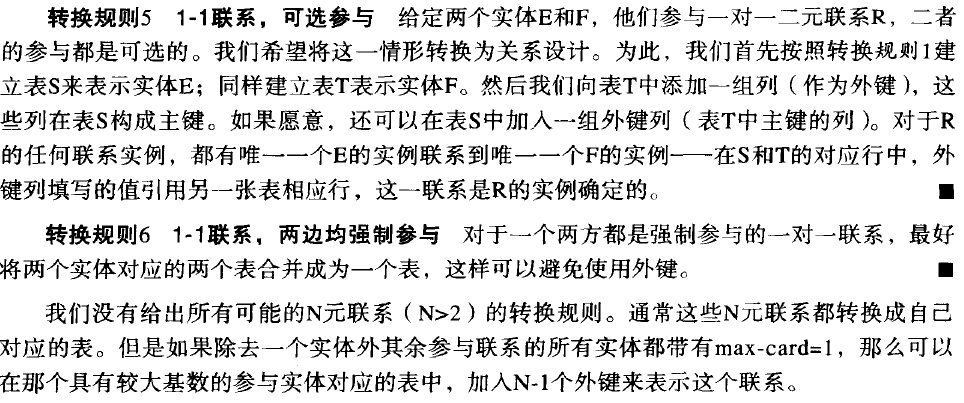 转换规则5 1-1联系，可选参与 给定两个实体E和F，他们参与一对一二元联系R，二者
的参与都是可选的。我们希望将这一情形转换为关系设计。为此，我们首先按照转换规则1建
立表S来表示实体E；同样建立表T表示实体F。然后我们向表T中添加一组列（作为外键），这
些列在表S构成主键。如果愿意，还可以在表S中加入一组外键列（表T中主键的列）。对于R
的任何联系实例，都有唯一一个E的实例联系到唯一一个F的实例——在S和T的对应行中，外
键列填写的值引用另一张表相应行，这一联系是R的实例确定的。 ■
转换规则6 1-1联系，两边均强制参与 对于一个两方都是强制参与的一对一联系，最好
将两个实体对应的两个表合并成为一个表，这样可以避免使用外键。 ■
我们没有给出所有可能的N元联系（N>2）的转换规则。通常这些N元联系都转换成自己
对应的表。但是如果除去一个实体外其余参与联系的所有实体都带有max-card=1，那么可以
在那个具有较大基数的参与实体对应的表中，加入N-1个外键来表示这个联系。